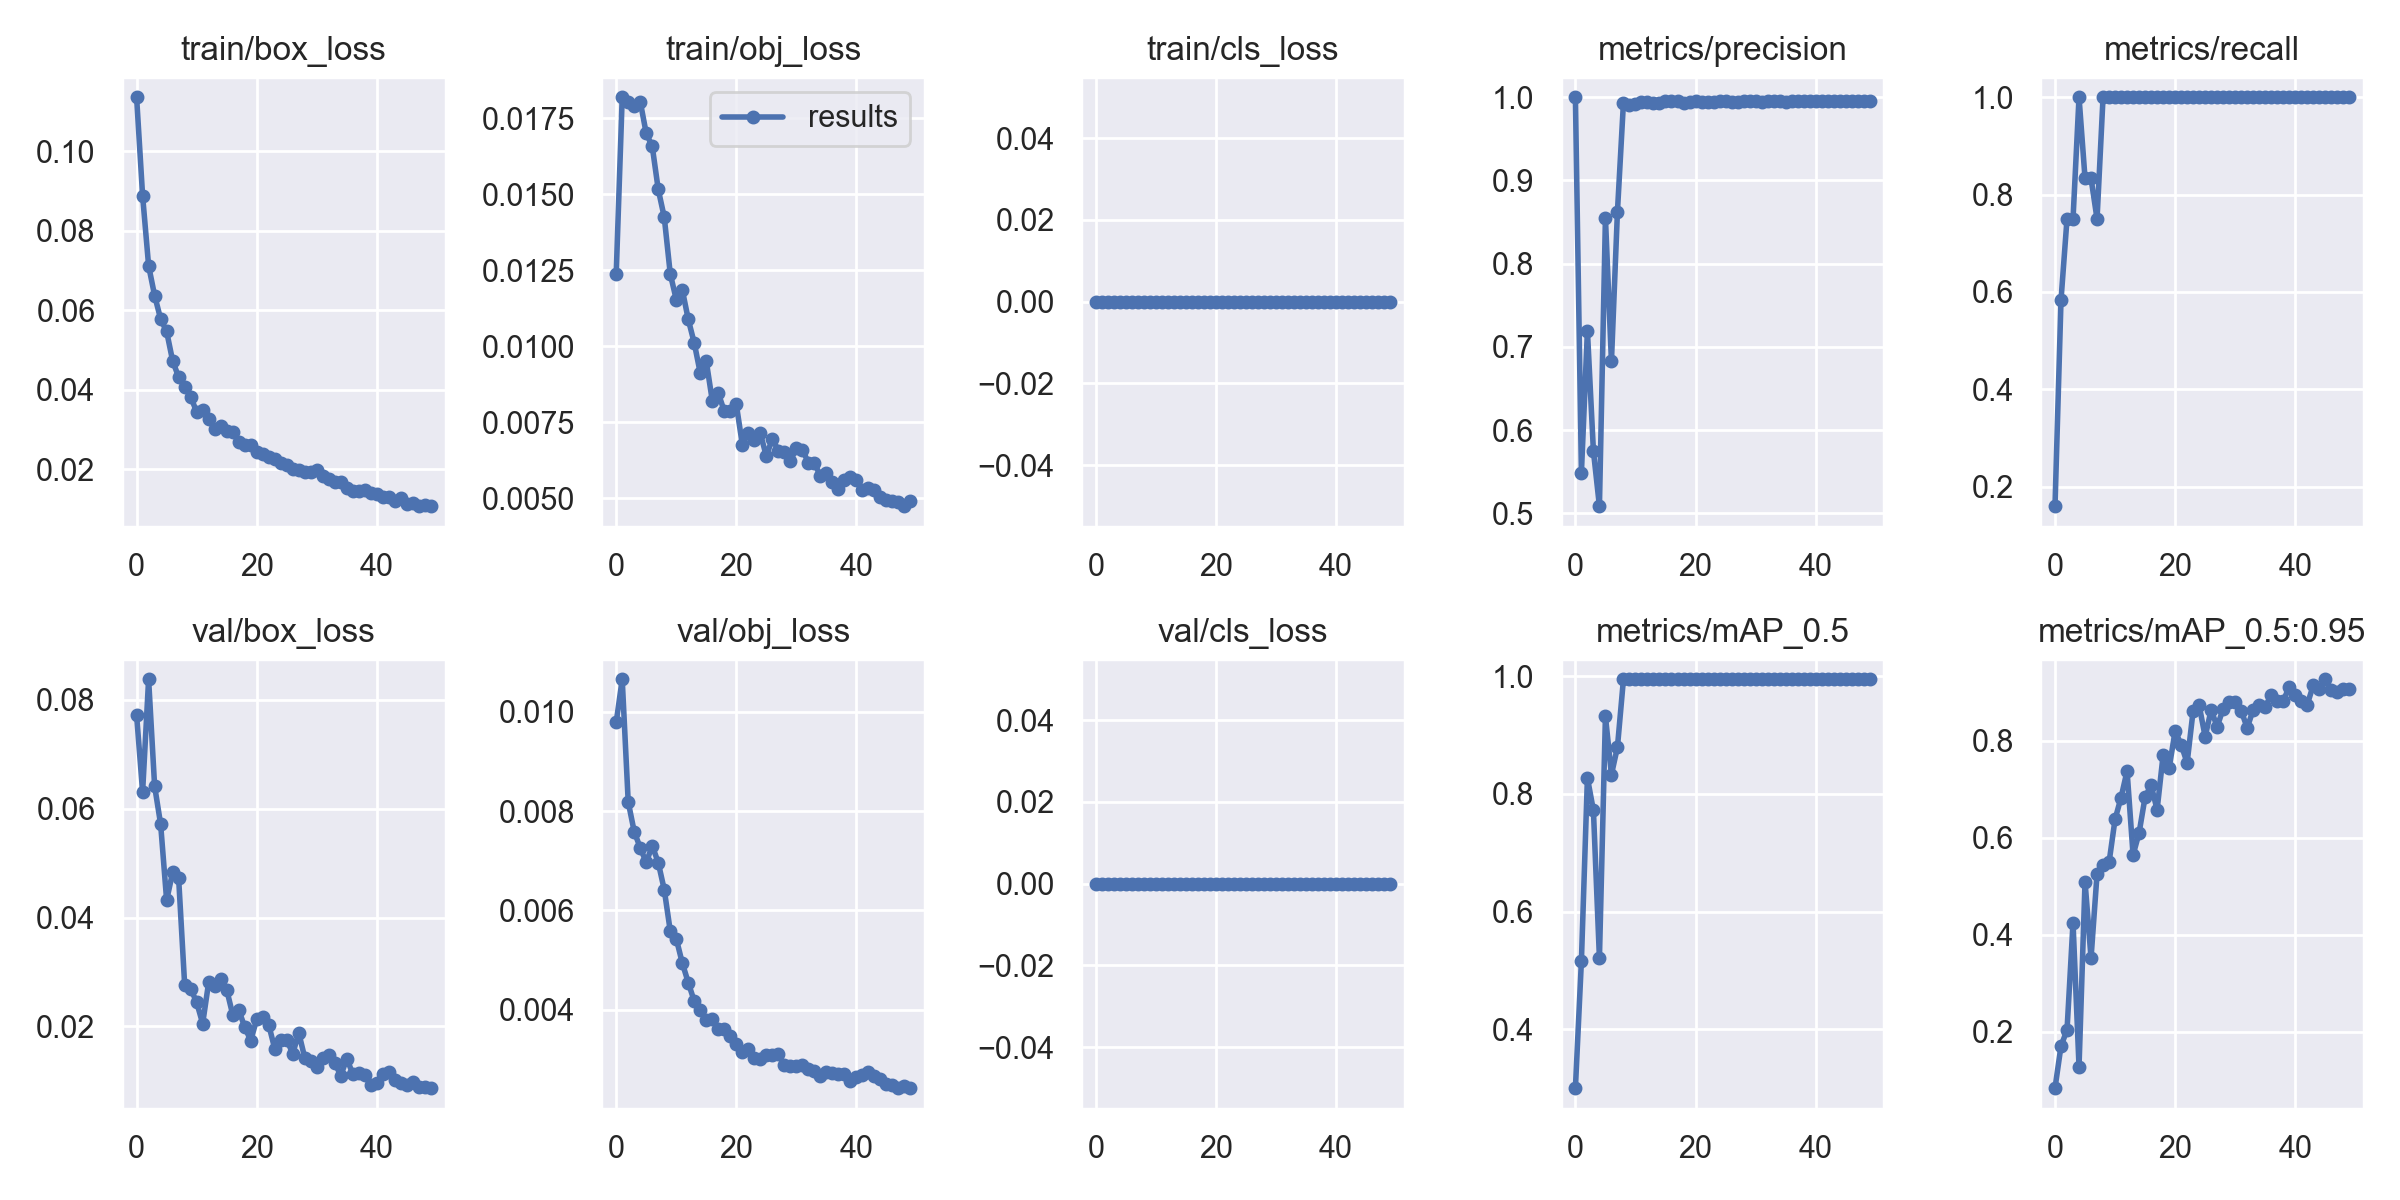 train/box_loss
train/obj_loss
train/cls_loss
metrics/precision
metrics/recall
0.10
0.08
0.06
0.04
0.02
0 20 40
results
0.0175
0.0150
0.0125
0.0100
0.0075
0.0050
0 20 40
0.04
0.02
0.00
−0.02
−0.04
0 20 40
1.0
0.9
0.8
0.7
0.6
0.5
0 20 40
1.0
0.8
0.6
0.4
0.2
0 20 40
val/box_loss
val/obj_loss
val/cls_loss
metrics/mAP_0.5
metrics/mAP_0.5:0.95
0.08
0.06
0.04
0.02
0 20 40
0.010
0.008
0.006
0.004
0 20 40
0.04
0.02
0.00
−0.02
−0.04
0 20 40
1.0
0.8
0.6
0.4
0 20 40
0.8
0.6
0.4
0.2
0 20 40